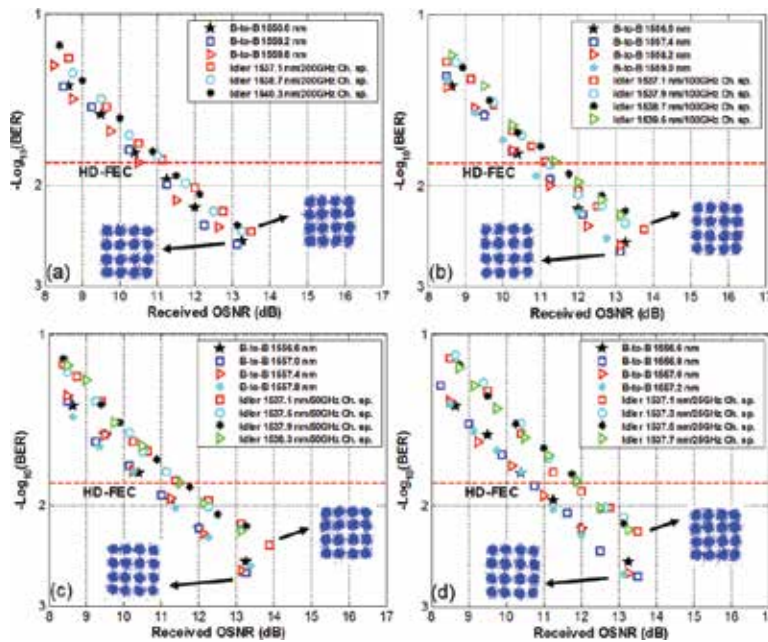 1
2
3
-Log10(BER)
B-to-B nm
B-to-B nm
B-to-B nm
Idler 1537.1 nm/200GHz Ch. sp.
Idler 1538.7 nm/200GHz Ch. sp.
Idler 1540.3 nm/200GHz Ch. sp.
HD-FEC
(a)
8 9 10 11 12 13 14 15 16 17
Received OSNR (dB)
1
2
3
-Log10(BER)
B-to-B nm
B-to-B 1557.4 nm
B-to-B 1558.2 nm
B-to-B 1559.0 nm
Idler 1537.1 nm/100GHz Ch. sp.
Idler 1537.9 nm/100GHz Ch. sp.
Idler 1538.7 nm/100GHz Ch. sp.
Idler nm/100GHz Ch. sp.
HD-FEC
(b)
8 9 10 11 12 13 14 15 16 17
Received OSNR (dB)
1
2
3
-Log10(BER)
B-to-B 1556.6 nm
B-to-B 1557.0 nm
B-to-B 1557.4 nm
B-to-B 1557.8 nm
Idler 1537.1 nm/50GHz Ch. sp.
Idler 1537.5 nm/50GHz Ch. sp.
Idler 1537.9 nm/50GHz Ch. sp.
Idler 1538.3 nm/50GHz Ch. sp.
HD-FEC
(c)
8 9 10 11 12 13 14 15 16 17
Received OSNR (dB)
1
2
3
-Log10(BER)
B-to-B 1556.6 nm
B-to-B nm
B-to-B 1557.0 nm
B-to-B 1557.2 nm
Idler 1537.1 nm/25GHz Ch. sp.
Idler 1537.3 nm/25GHz Ch. sp.
Idler 1537.5 nm/25GHz Ch. sp.
Idler 1537.7 nm/25GHz Ch. sp.
HD-FEC
(d)
8 9 10 11 12 13 14 15 16 17
Received OSNR (dB)